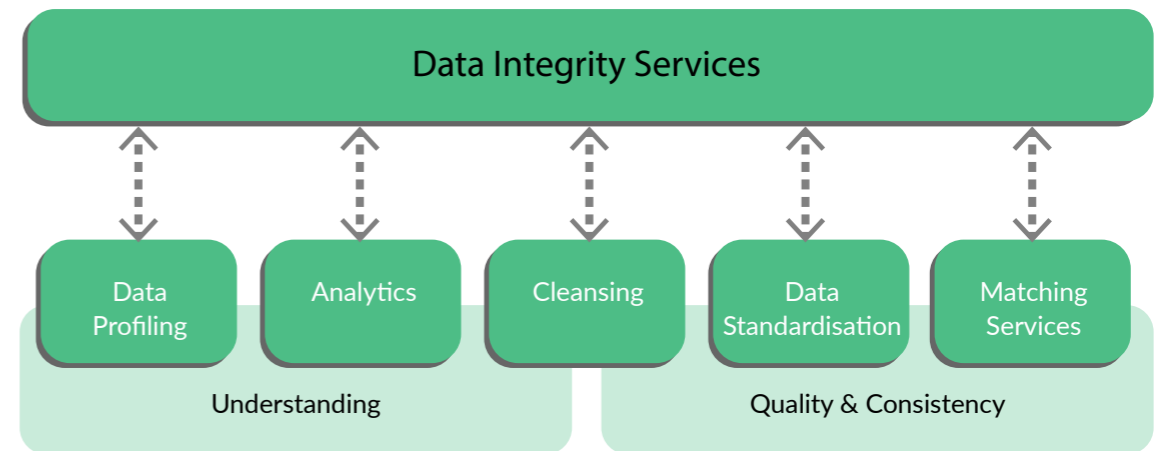 Data Integrity Services
Data
Profiling
Analytics
Cleansing
Data
Standardisation
Matching
Services
Understanding
Quality & Consistency